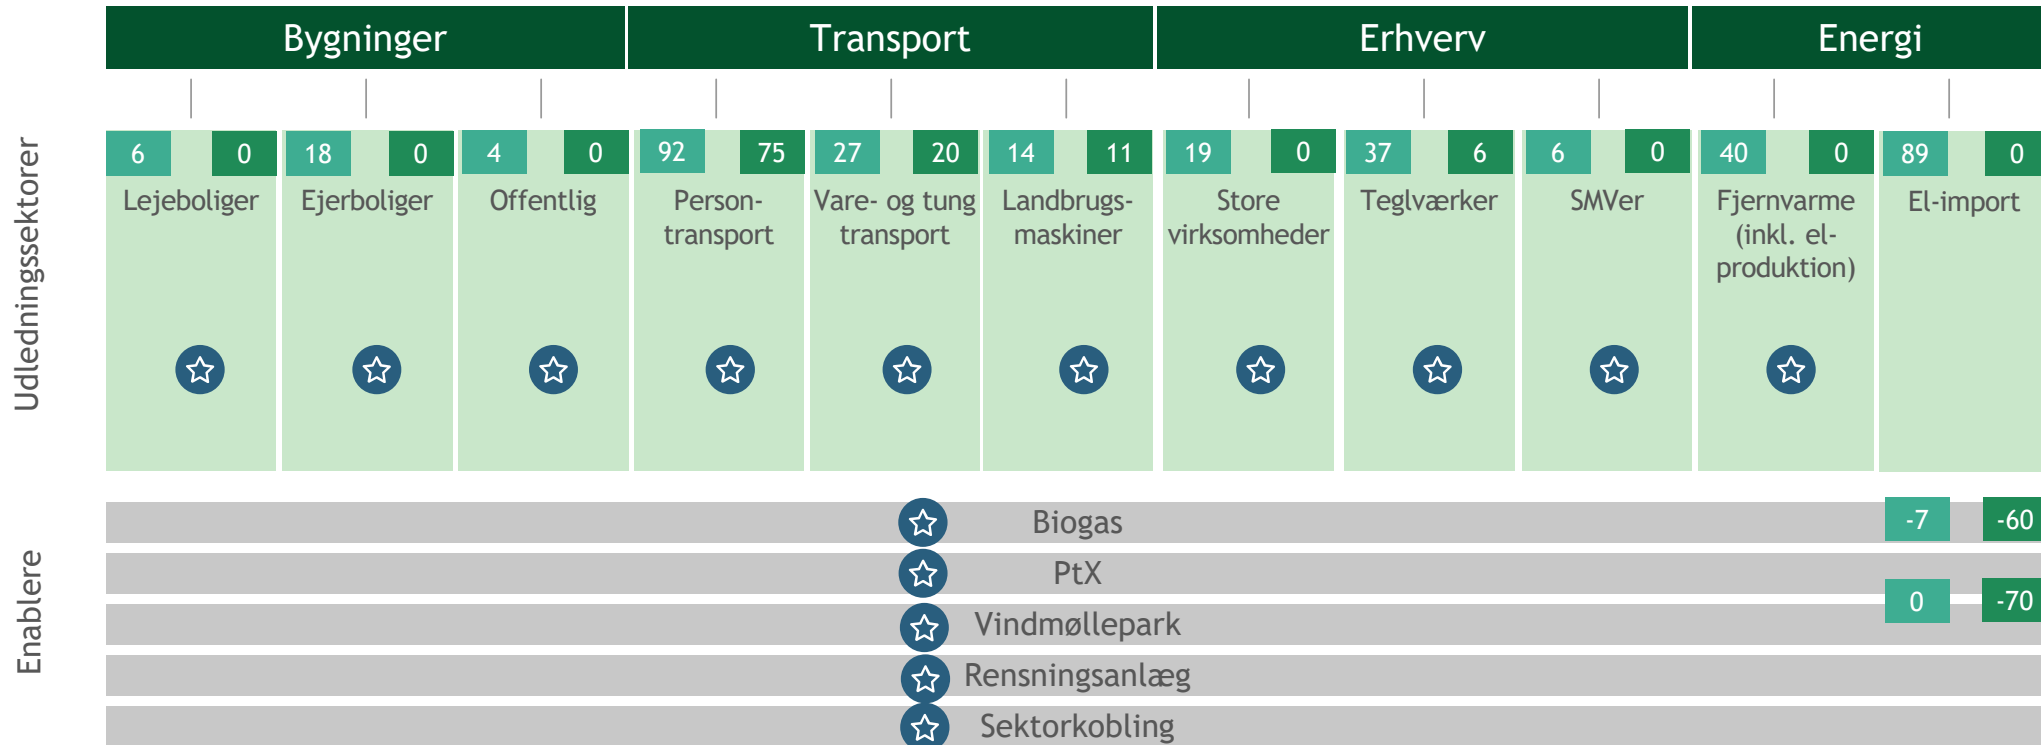 Bygninger
Transport
Erhverv
Energi
Udledningssektorer
6
0
18
0
4
0
92
75
27
20
14
11
19
0
37
6
6
0
40
0
89
0
Lejeboliger
Ejerboliger
Offentlig
Person-
transport
Vare- og tung
transport
Landbrugs-
maskiner
Store
virksomheder
Teglværker
SMVer
Fjernvarme
(inkl. el-
produktion)
El-import
Enablere
Biogas
-7
-60
PtX
0
-70
Vindmøllepark
Rensningsanlæg
Sektorkobling